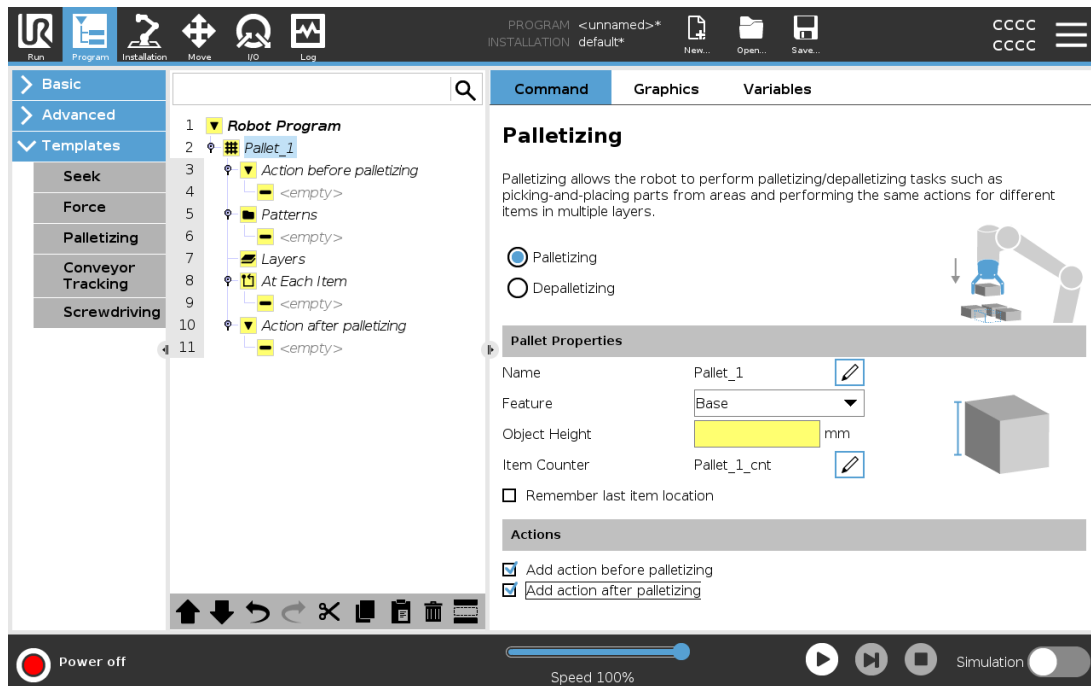 PROGRAM <unnamed>*
INSTALLATION default*
CCCC
CCCC
Run Program Installation Move I/O Log New... Open... Save...
Basic
Advanced
Templates
Seek
Force
Palletizing
Conveyor
Tracking
Screwdriving
1 Robot Program
2 Pallet_1
3 Action before palletizing
4 <empty>
5 Patterns
6 <empty>
7 Layers
8 At Each Item
9 <empty>
10 Action after palletizing
11 <empty>
Command Graphics Variables
Palletizing
Palletizing allows the robot to perform palletizing/depalletizing tasks such as
picking-and-placing parts from areas and performing the same actions for different
items in multiple layers.
Palletizing
Depalletizing
Pallet Properties
Name Pallet_1
Feature Base
Object Height mm
Item Counter Pallet_1_cnt
Remember last item location
Actions
Add action before palletizing
Add action after palletizing
Power off
Speed 100%
Simulation